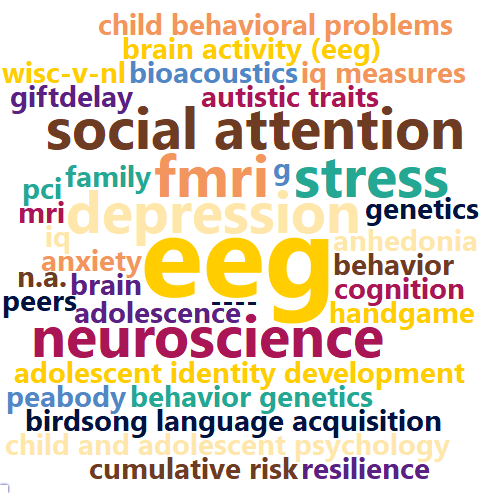 child behavioral problems
brain activity (eeg)
wisc-v-nl bioacoustics iq measures
giftdelay autistic traits
social attention
family fmri g stress
pci
mri depression genetics
iq anhedonia
anxiety eeg behavior
n.a. brain cognition
peers adolescence ---- handgame
neuroscience
adolescent identity development
peabody behavior genetics
birdsong language acquisition
child and adolescent psychology
cumulative risk resilience